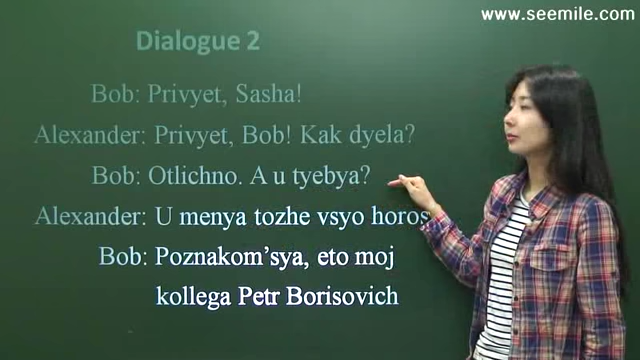 www.seemile.com
Dialogue 2
Bob: Privyet, Sasha!
Alexander: Privyet, Bob! Kak dyela?
Bob: Otlichno. A u tyebya?
Alexander: U menya tozhe vsyo horos
Bob: Poznakom'sya, eto moj
kollega Petr Borisovich